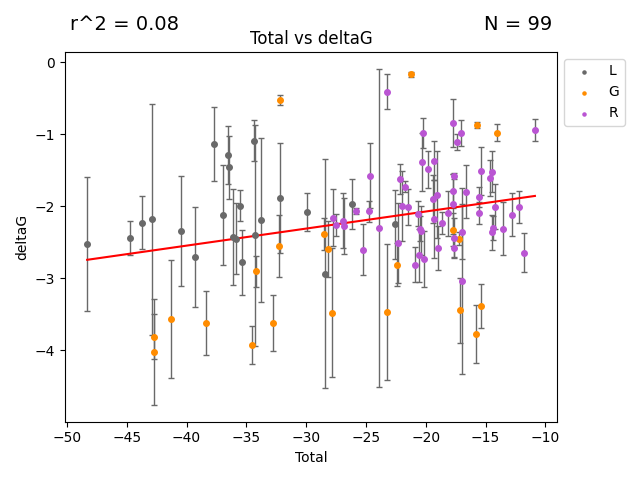 r^2 = 0.08
N = 99
Total vs deltaG
L
G
R
deltaG
0
−1
−2
−3
−4
−50
−45
−40
−35
−30
−25
−20
−15
−10
Total